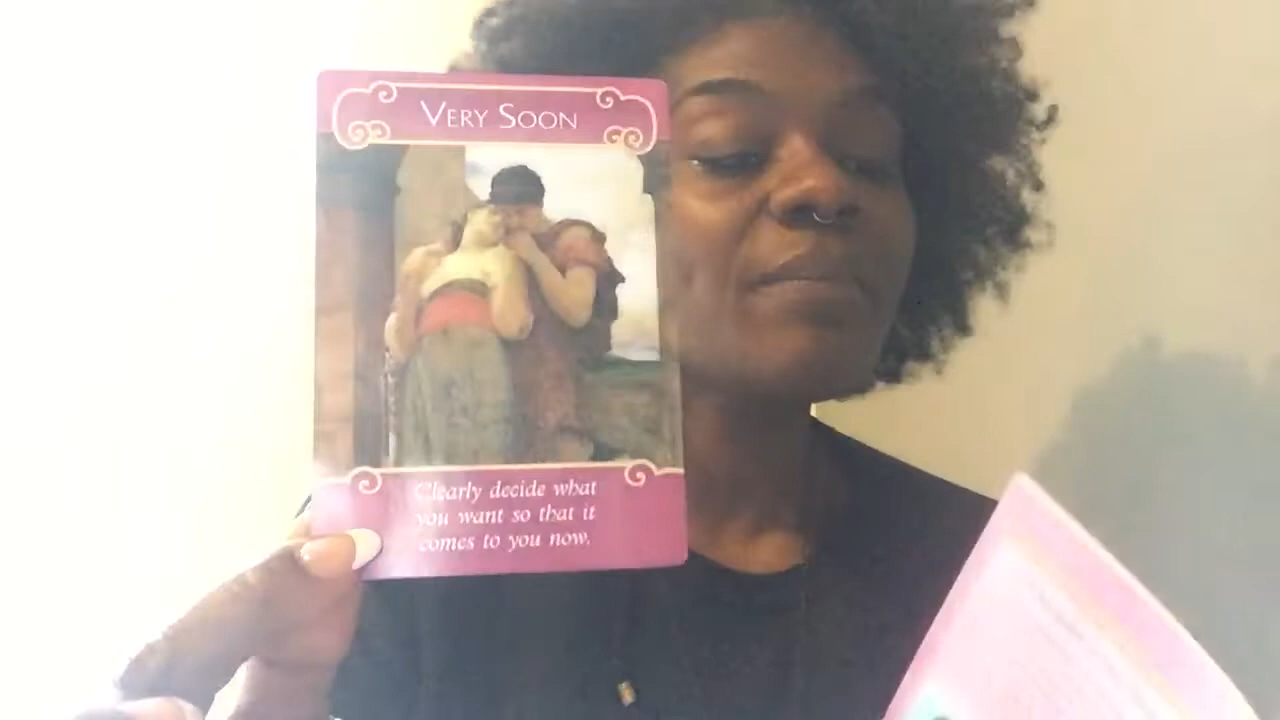 VERY SOON
Clearly decide what
you want so that it
comes to you now.